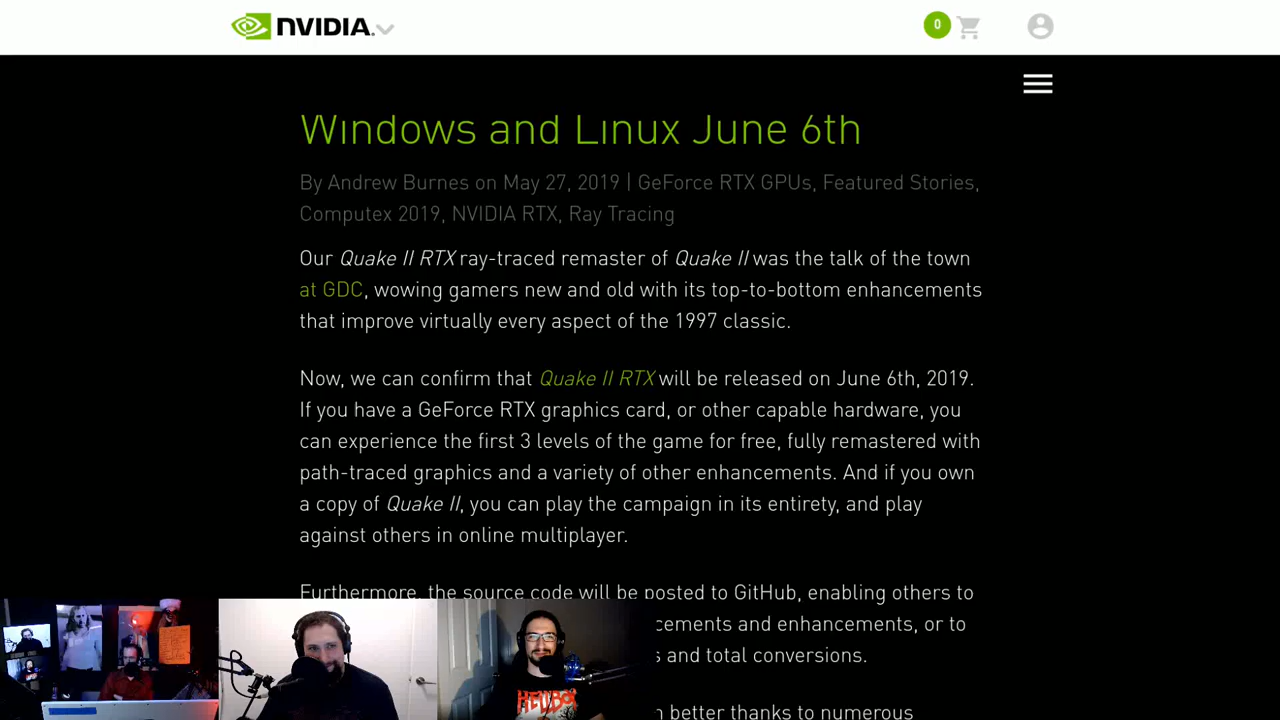 NVIDIA.
0
Windows and Linux June 6th
By Andrew Burnes on May 27, 2019 | GeForce RTX GPUs, Featured Stories,
Computex 2019, NVIDIA RTX, Ray Tracing
Our Quake II RTX ray-traced remaster of Quake II was the talk of the town
at GDC, wowing gamers new and old with its top-to-bottom enhancements
that improve virtually every aspect of the 1997 classic.
Now, we can confirm that Quake II RTX will be released on June 6th, 2019.
If you have a GeForce RTX graphics card, or other capable hardware, you
can experience the first 3 levels of the game for free, fully remastered with
path-traced graphics and a variety of other enhancements. And if you own
a copy of Quake II, you can play the campaign in its entirety, and play
against others in online multiplayer.
Furthermore, the source code will be posted to GitHub, enabling others to
cements and enhancements, or to
s and total conversions.
better thanks to numerous
HELLBOY